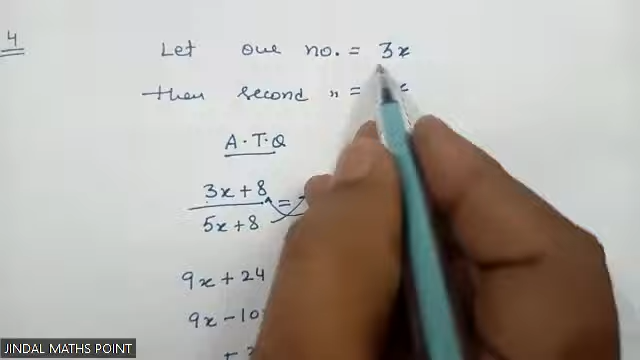 4
Let one no. = 3x
then second " =
A.T.Q
3x + 8
=
5x + 8
9x + 24
9x - 10
JINDAL MATHS POINT